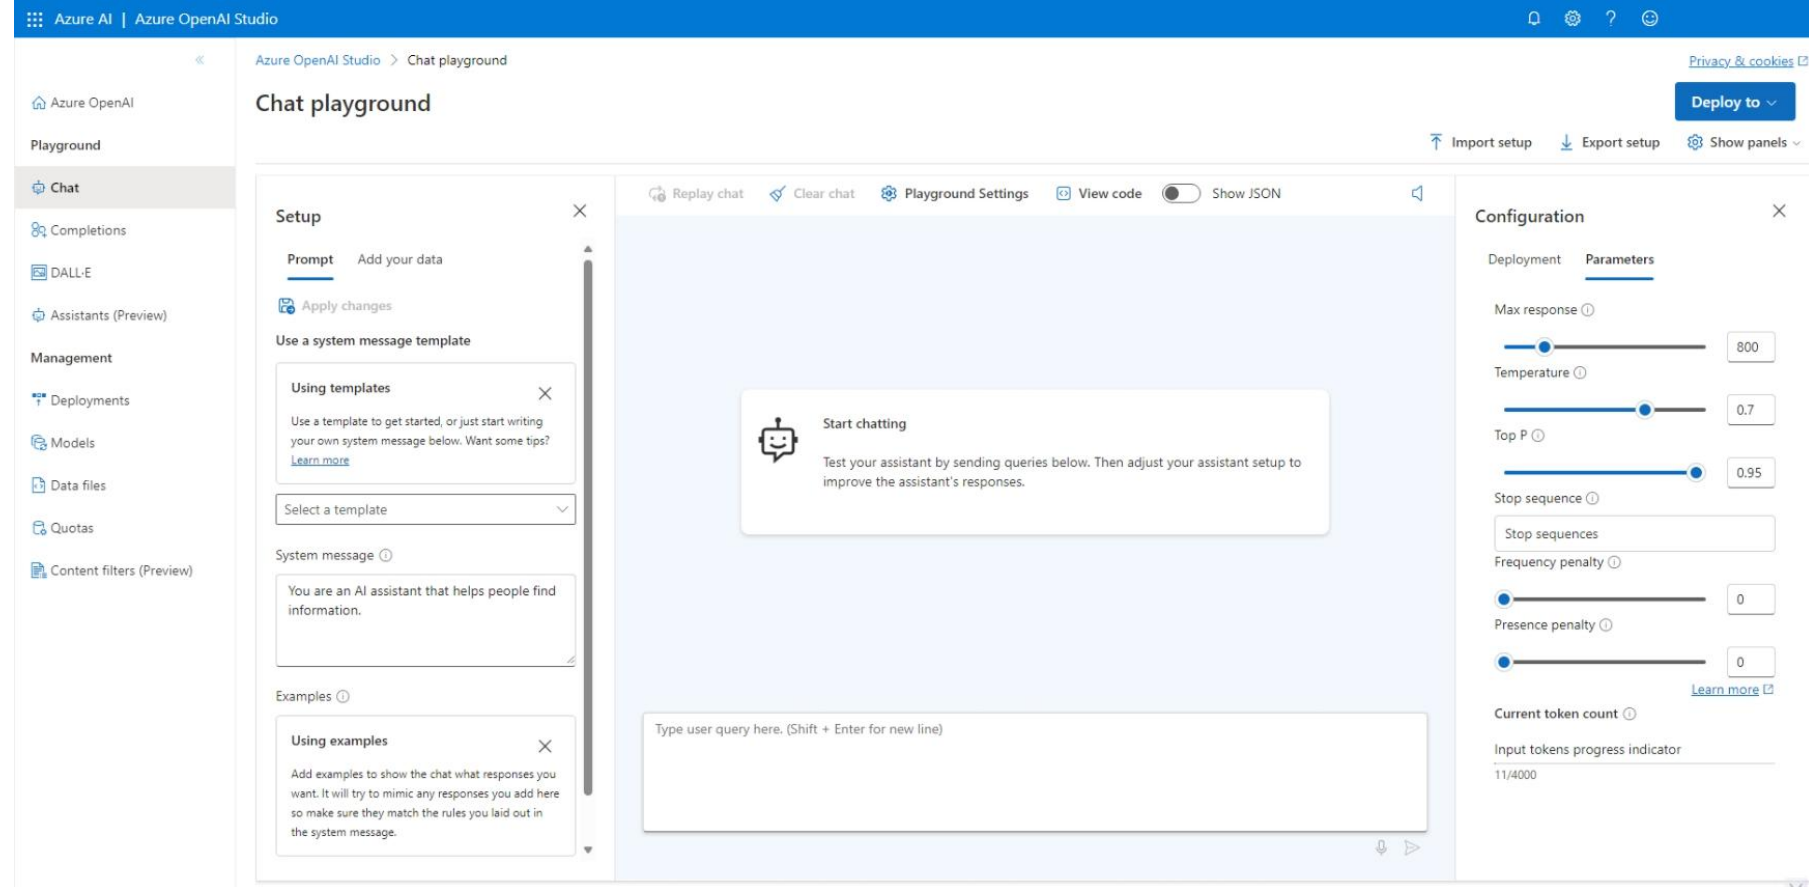 Azure AI | Azure OpenAI Studio
Azure OpenAI Studio > Chat playground
Privacy & cookies
Azure OpenAI
Chat playground
Deploy to
Playground
Import setup
Export setup
Show panels
Chat
Completions
DALL·E
Assistants (Preview)
Management
Deployments
Models
Data files
Quotas
Content filters (Preview)
Setup
Prompt
Add your data
Apply changes
Use a system message template
Using templates
Use a template to get started, or just start writing
your own system message below. Want some tips?
Learn more
Select a template
System message
You are an AI assistant that helps people find
information.
Examples
Using examples
Add examples to show the chat what responses you
want. It will try to mimic any responses you add here
so make sure they match the rules you laid out in
the system message.
Replay chat
Clear chat
Playground Settings
View code
Show JSON
Start chatting
Test your assistant by sending queries below. Then adjust your assistant setup to
improve the assistant's responses.
Type user query here. (Shift + Enter for new line)
Configuration
Deployment
Parameters
Max response
800
Temperature
0.7
Top P
0.95
Stop sequence
Stop sequences
Frequency penalty
0
Presence penalty
0
Learn more
Current token count
Input tokens progress indicator
11/4000